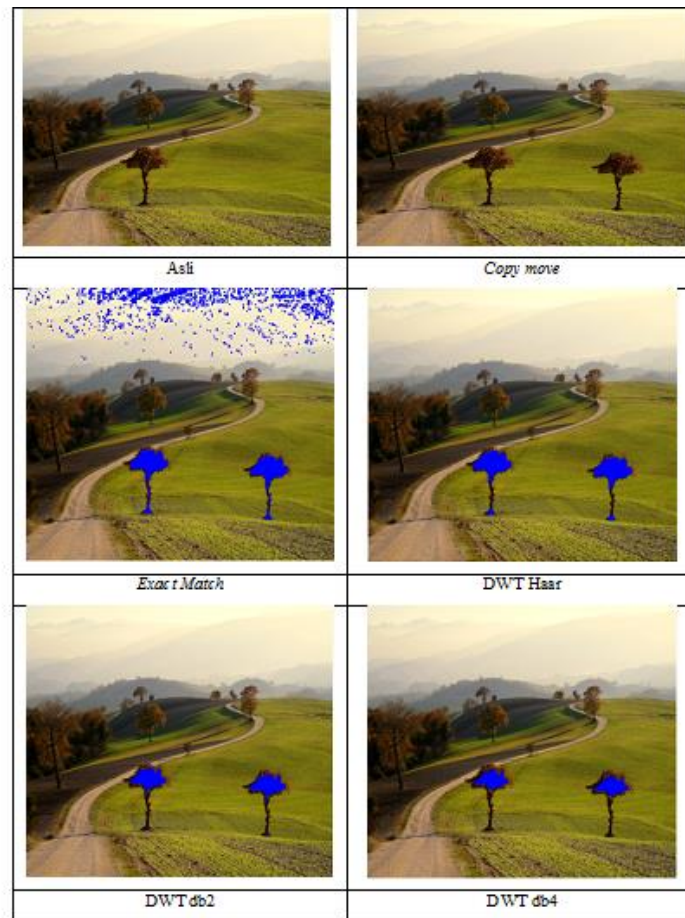 Asli
Copy move
Exact Match
DWT Haar
DWT db2
DWT db4